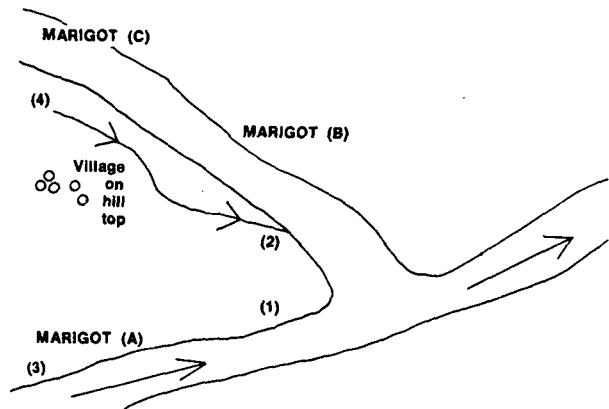 MARIGOT (C)
(4)
MARIGOT (B)
Village
on
hill
top
(2)
(1)
MARIGOT (A)
(3)